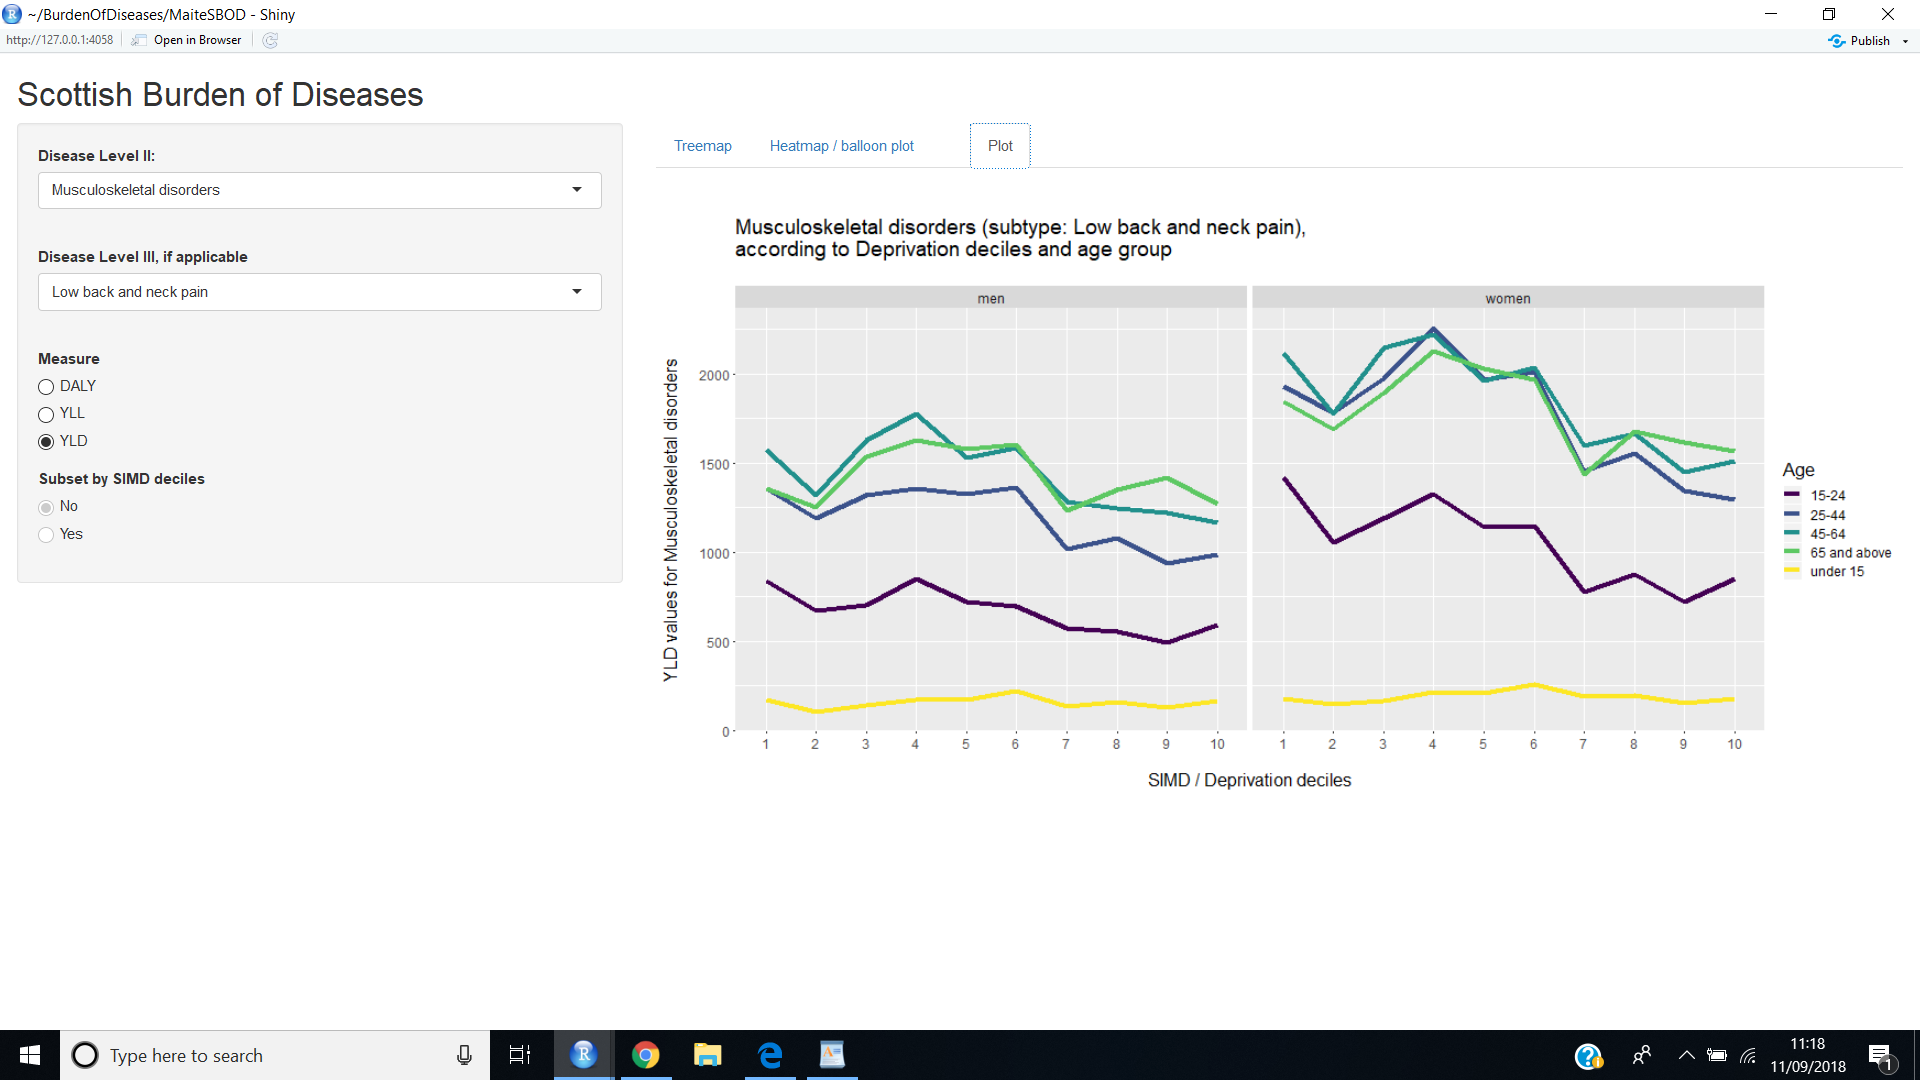 ~/BurdenOfDiseases/MaiteSBOD - Shiny
http://127.0.0.1:4058 Open in Browser Publish
Scottish Burden of Diseases
Disease Level II:
Musculoskeletal disorders
Disease Level III, if applicable
Low back and neck pain
Measure
DALY
YLL
YLD
Subset by SIMD deciles
No
Yes
Treemap Heatmap / balloon plot Plot
Musculoskeletal disorders (subtype: Low back and neck pain),
according to Deprivation deciles and age group
men women
YLD values for Musculoskeletal disorders
2000
1500
1000
500
0
1 2 3 4 5 6 7 8 9 10 1 2 3 4 5 6 7 8 9 10
SIMD / Deprivation deciles
Age
15-24
25-44
45-64
65 and above
under 15
Type here to search
11:18
11/09/2018
1